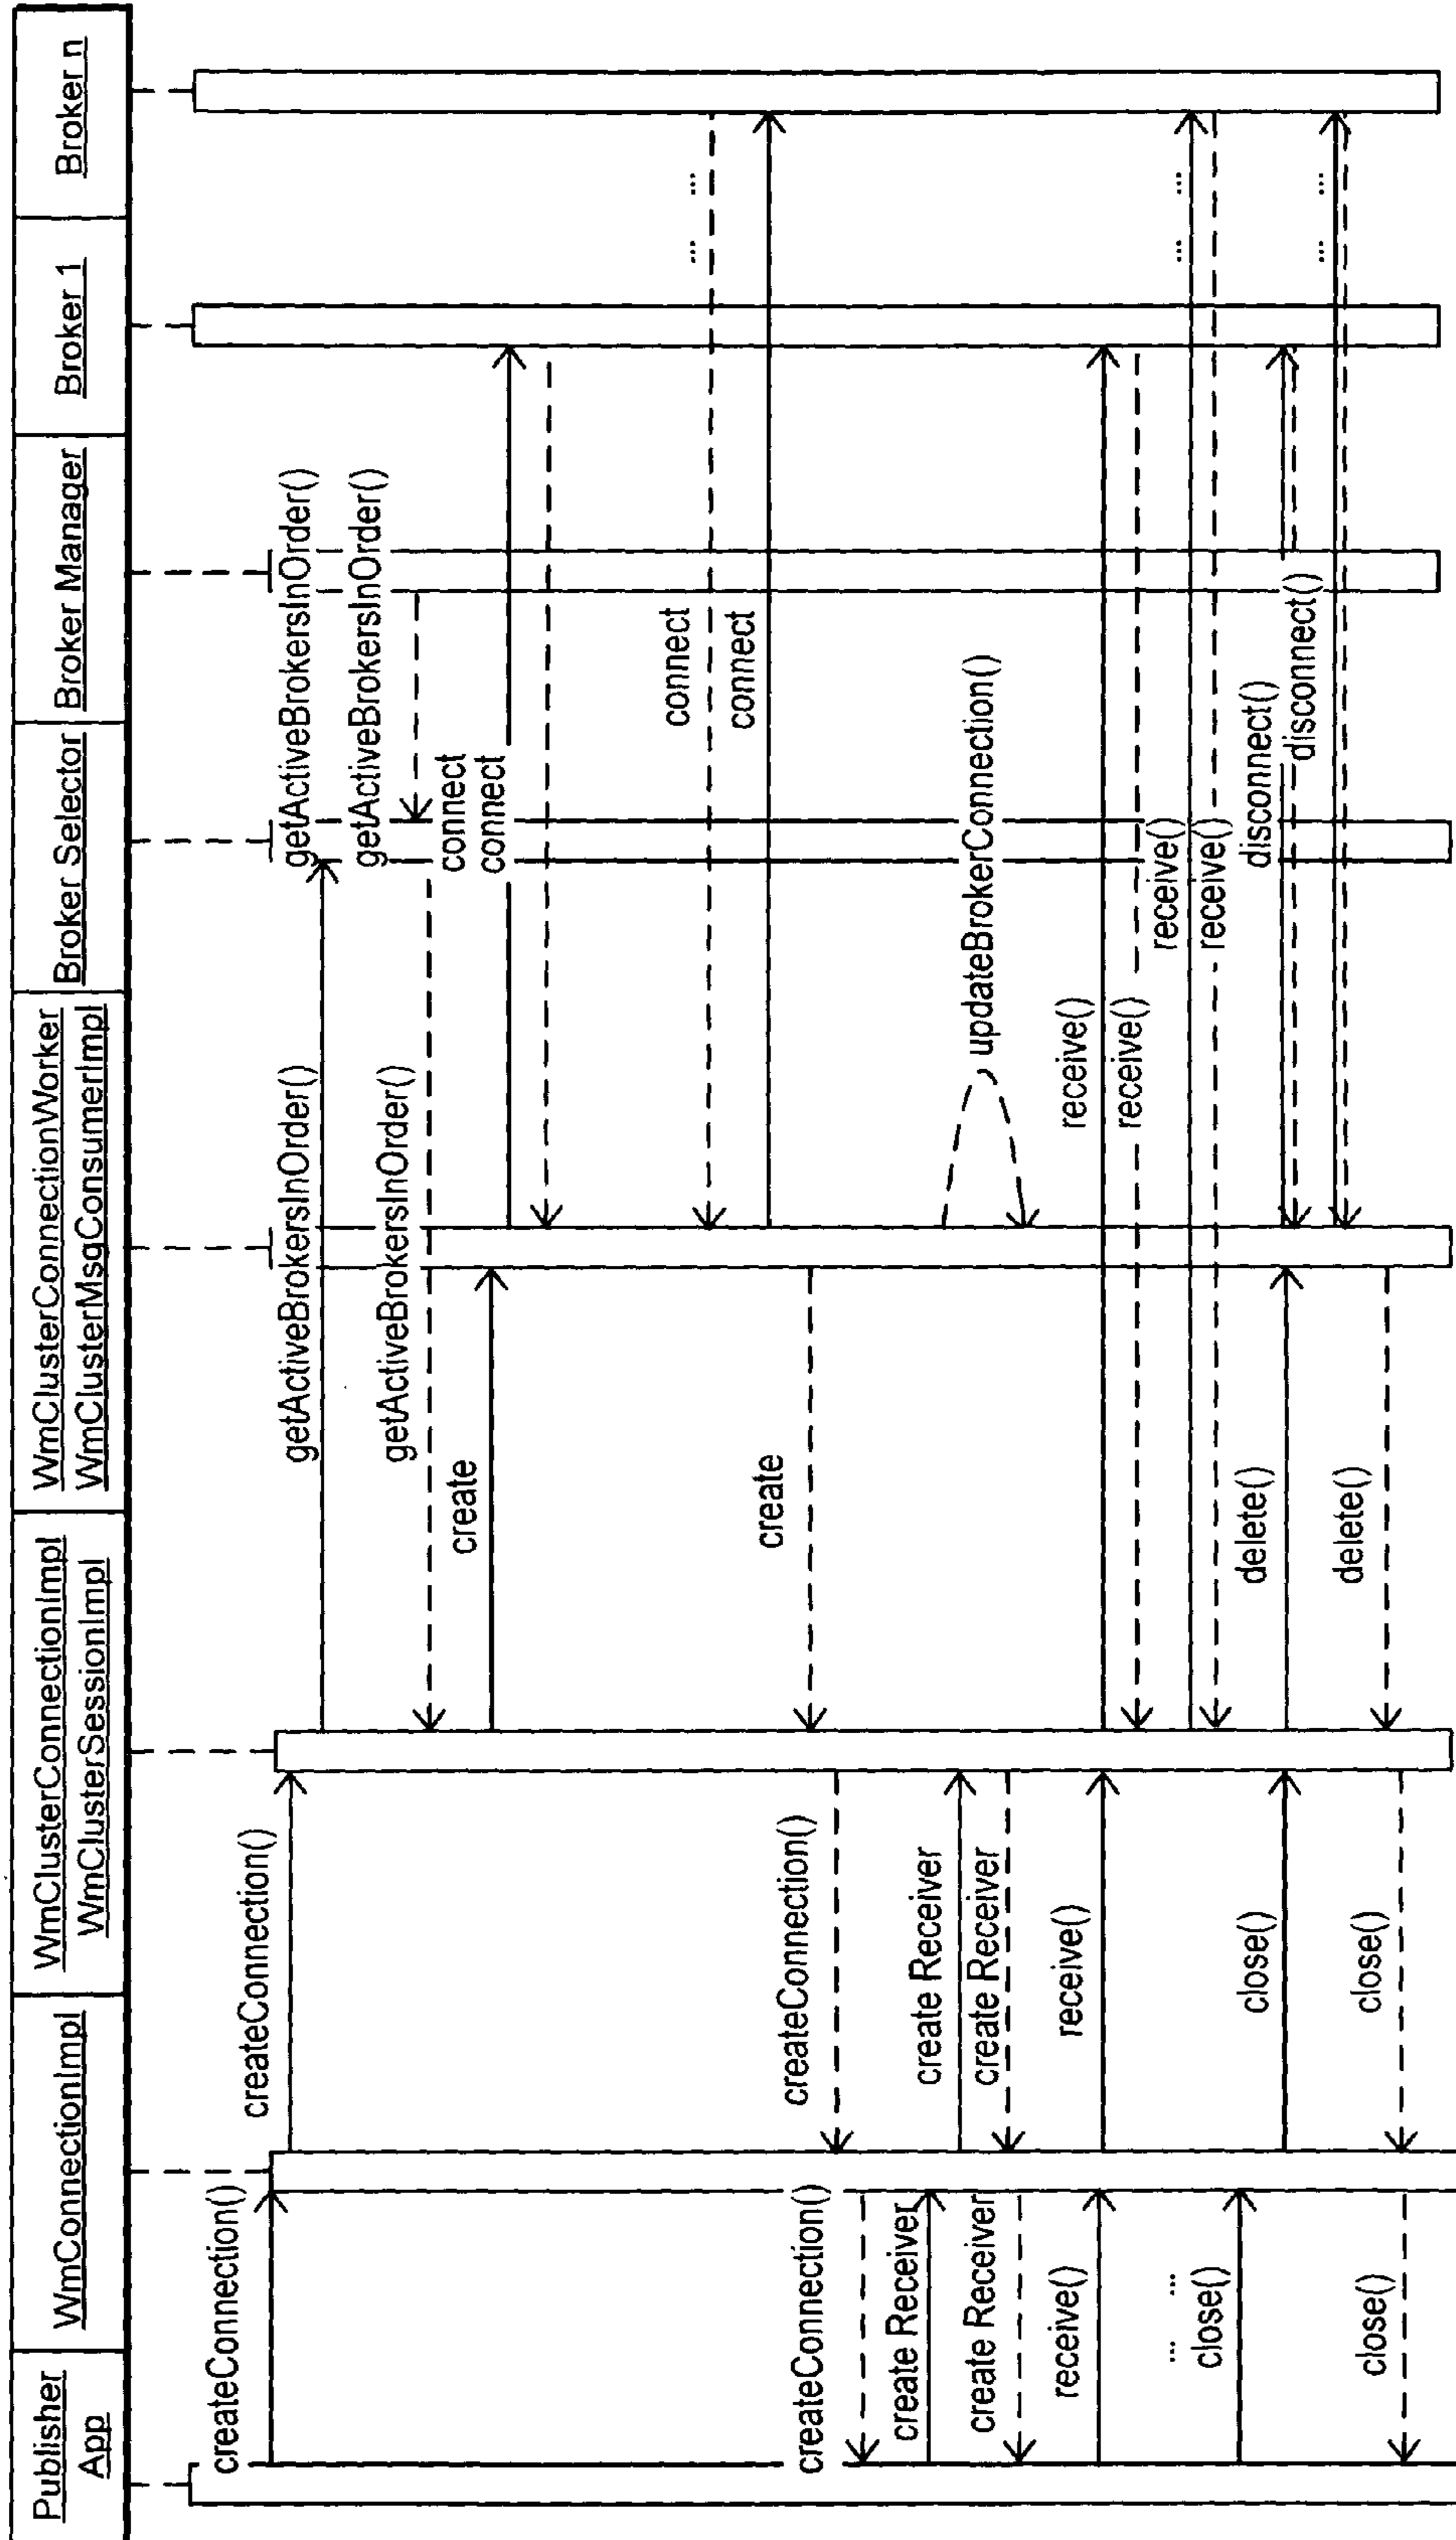 Publisher
App
WmConnectionImpl
WmClusterConnectionImpl
WmClusterSessionImpl
WmClusterConnectionWorker
WmClusterMsgConsumerImpl
Broker Selector
Broker Manager
Broker 1
Broker n
createConnection()
createConnection()
getActiveBrokersInOrder()
getActiveBrokersInOrder()
getActiveBrokersInOrder()
getActiveBrokersInOrder()
create
connect
connect
connect
connect
... ...
create
createConnection()
createConnection()
create Receiver
create Receiver
create Receiver
create Receiver
updateBrokerConnection()
receive()
receive()
receive()
receive()
... ...
receive()
receive()
... ...
close()
close()
delete()
disconnect()
disconnect()
... ...
delete()
close()
close()